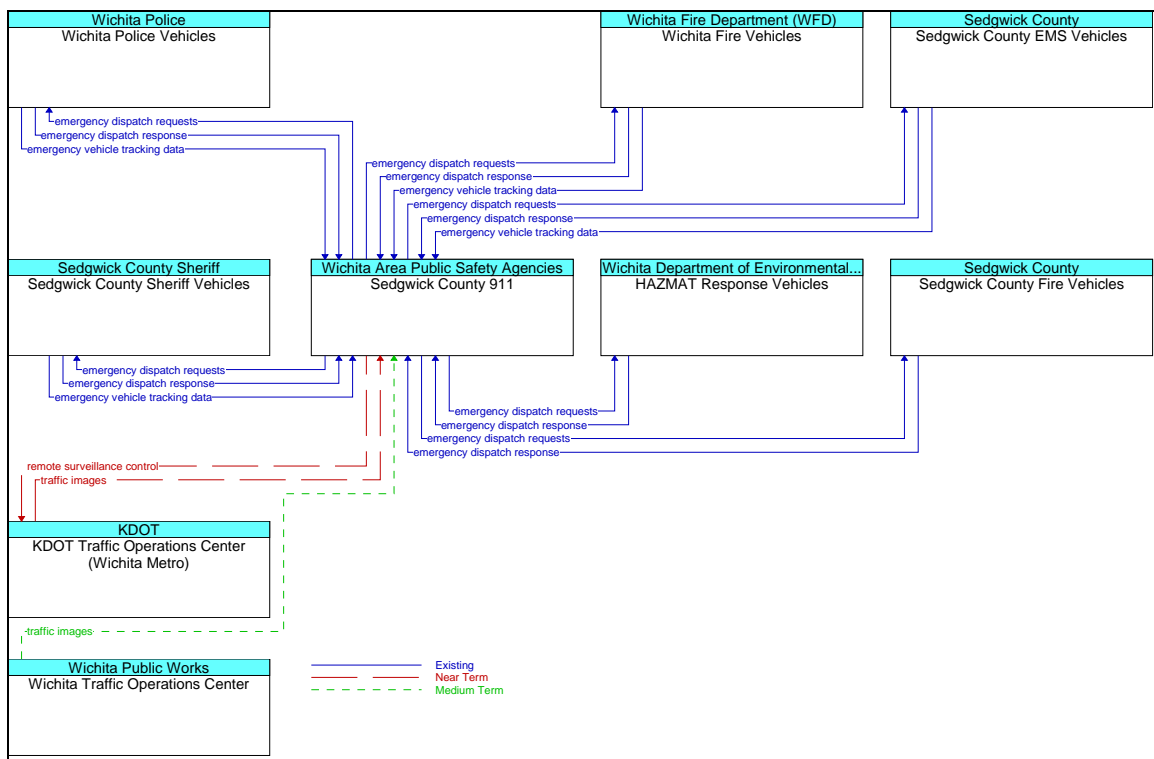 Wichita Police
Wichita Police Vehicles
Wichita Fire Department (WFD)
Wichita Fire Vehicles
Sedgwick County
Sedgwick County EMS Vehicles
emergency dispatch requests
emergency dispatch response
emergency vehicle tracking data
emergency dispatch requests
emergency dispatch response
emergency vehicle tracking data
emergency dispatch requests
emergency dispatch response
emergency vehicle tracking data
Sedgwick County Sheriff
Sedgwick County Sheriff Vehicles
Wichita Area Public Safety Agencies
Sedgwick County 911
Wichita Department of Environmental...
HAZMAT Response Vehicles
Sedgwick County
Sedgwick County Fire Vehicles
emergency dispatch requests
emergency dispatch response
emergency vehicle tracking data
emergency dispatch requests
emergency dispatch response
emergency dispatch requests
emergency dispatch response
remote surveillance control
traffic images
KDOT
KDOT Traffic Operations Center
(Wichita Metro)
traffic images
Wichita Public Works
Wichita Traffic Operations Center
Existing
Near Term
Medium Term